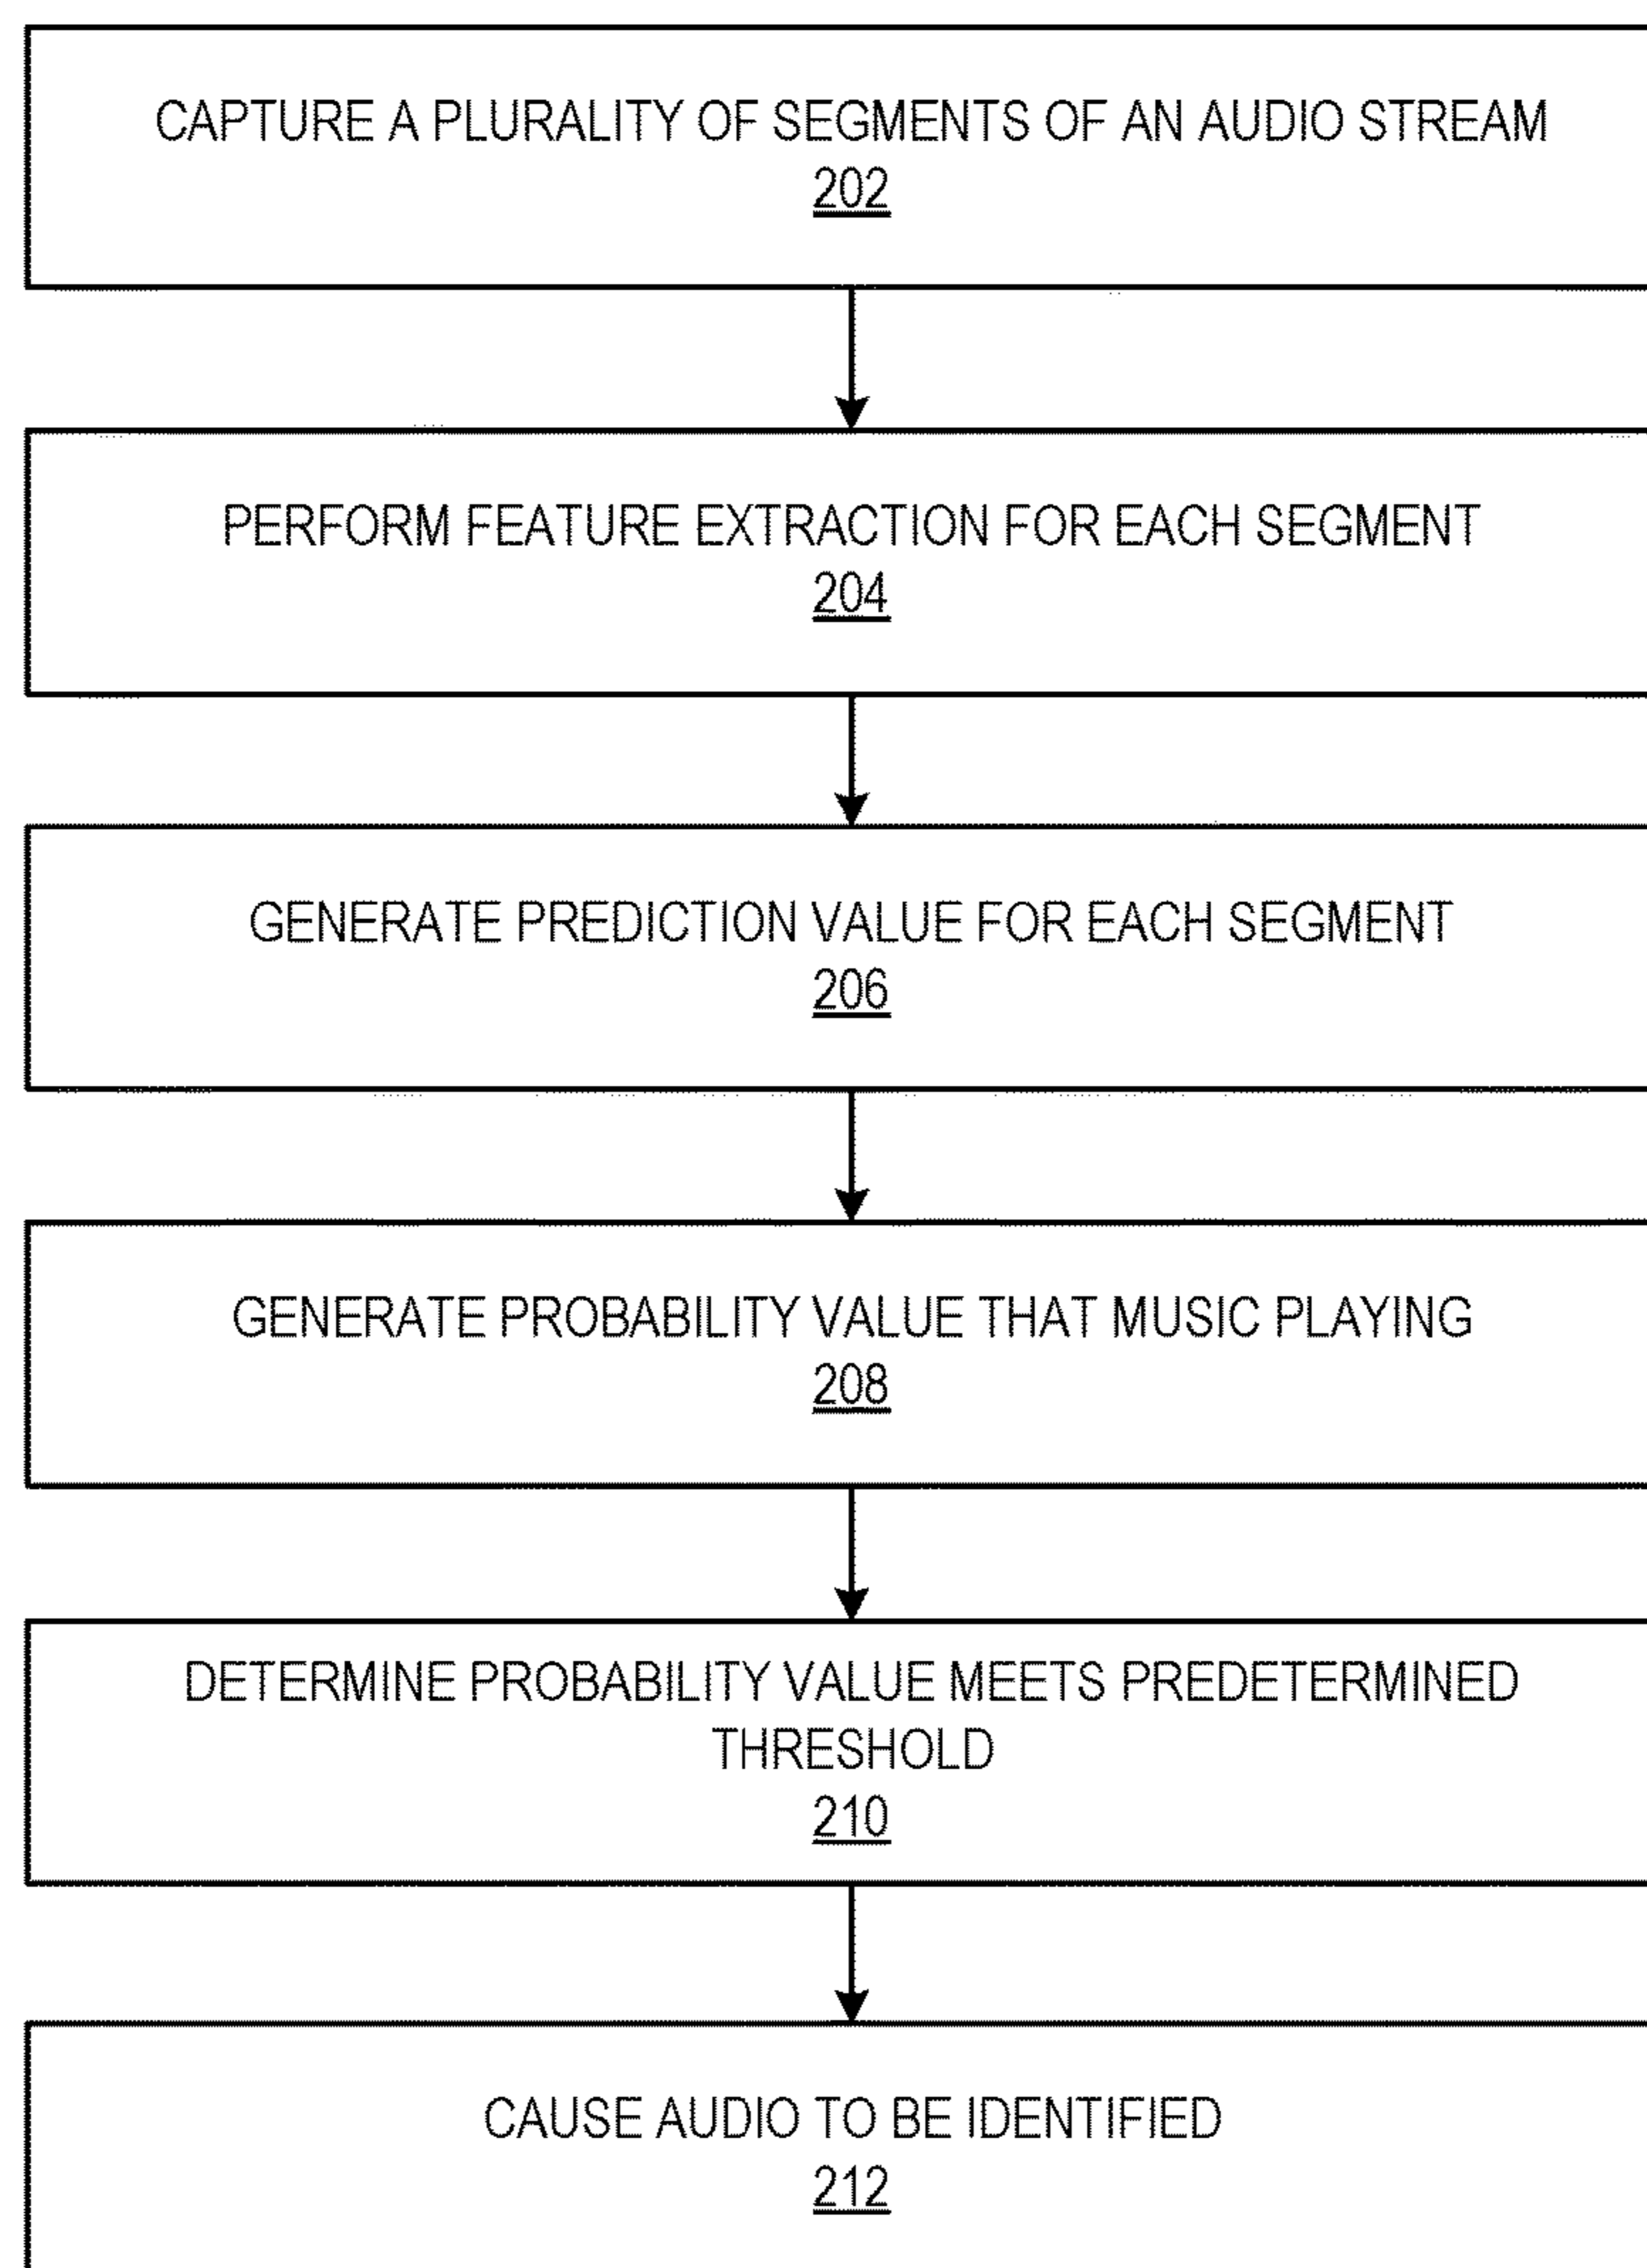 CAPTURE A PLURALITY OF SEGMENTS OF AN AUDIO STREAM
202
PERFORM FEATURE EXTRACTION FOR EACH SEGMENT
204
GENERATE PREDICTION VALUE FOR EACH SEGMENT
206
GENERATE PROBABILITY VALUE THAT MUSIC PLAYING
208
DETERMINE PROBABILITY VALUE MEETS PREDETERMINED
THRESHOLD
210
CAUSE AUDIO TO BE IDENTIFIED
212